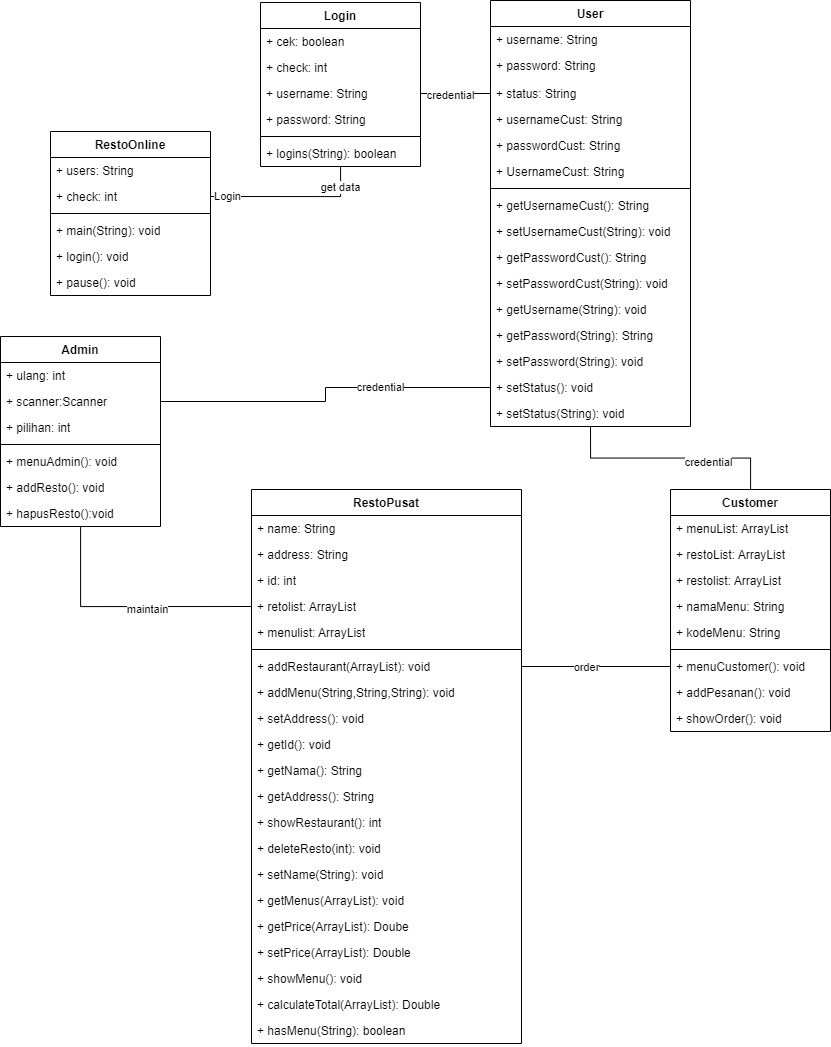 Login
+ cek: boolean
+ check: int
+ username: String
+ password: String
+ logins(String): boolean
credential
User
+ username: String
+ password: String
+ status: String
+ usernameCust: String
+ passwordCust: String
+ UsernameCust: String
+ getUsernameCust(): String
+ setUsernameCust(String): void
+ getPasswordCust(): String
+ setPasswordCust(String): void
+ getUsername(String): void
+ getPassword(String): String
+ setPassword(String): void
+ setStatus(): void
+ setStatus(String): void
RestoOnline
+ users: String
+ check: int
+ main(String): void
+ login(): void
+ pause(): void
Login
get data
Admin
+ ulang: int
+ scanner:Scanner
+ pilihan: int
+ menuAdmin(): void
+ addResto(): void
+ hapusResto():void
credential
credential
maintain
RestoPusat
+ name: String
+ address: String
+ id: int
+ retolist: ArrayList
+ menulist: ArrayList
+ addRestaurant(ArrayList): void
+ addMenu(String,String,String): void
+ setAddress(): void
+ getId(): void
+ getNama(): String
+ getAddress(): String
+ showRestaurant(): int
+ deleteResto(int): void
+ setName(String): void
+ getMenus(ArrayList): void
+ getPrice(ArrayList): Doube
+ setPrice(ArrayList): Double
+ showMenu(): void
+ calculateTotal(ArrayList): Double
+ hasMenu(String): boolean
order
Customer
+ menuList: ArrayList
+ restoList: ArrayList
+ restolist: ArrayList
+ namaMenu: String
+ kodeMenu: String
+ menuCustomer(): void
+ addPesanan(): void
+ showOrder(): void